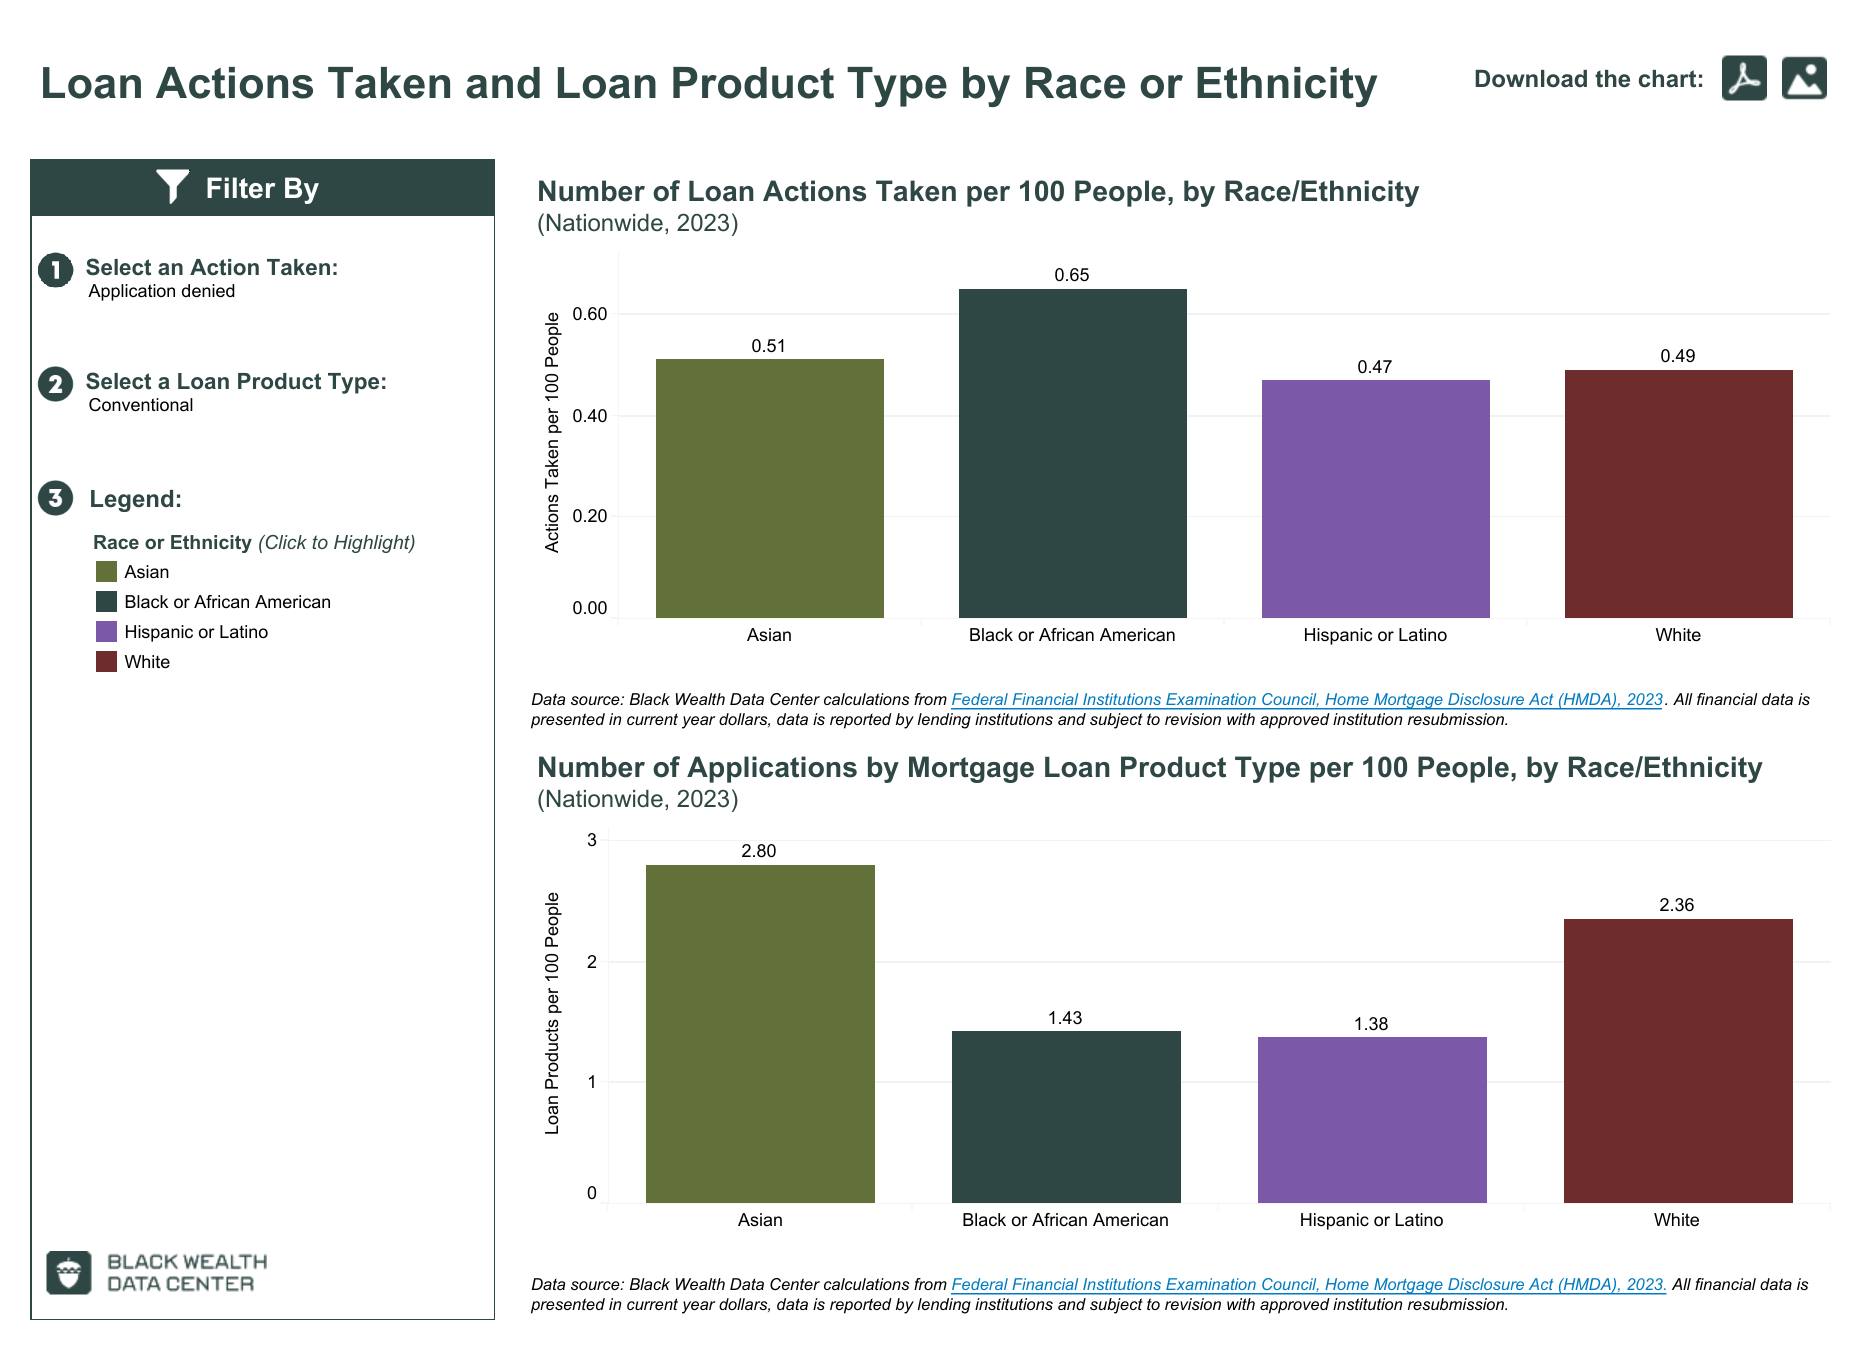 Loan Actions Taken and Loan Product Type by Race or Ethnicity
Download the chart:
Filter By
1 Select an Action Taken:
Application denied
2 Select a Loan Product Type:
Conventional
3 Legend:
Race or Ethnicity (Click to Highlight)
Asian
Black or African American
Hispanic or Latino
White
BLACK WEALTH
DATA CENTER
Number of Loan Actions Taken per 100 People, by Race/Ethnicity
(Nationwide, 2023)
Actions Taken per 100 People
0.60
0.40
0.20
0.00
0.51
0.65
0.47
0.49
Asian
Black or African American
Hispanic or Latino
White
Data source: Black Wealth Data Center calculations from Federal Financial Institutions Examination Council, Home Mortgage Disclosure Act (HMDA), 2023. All financial data is
presented in current year dollars, data is reported by lending institutions and subject to revision with approved institution resubmission.
Number of Applications by Mortgage Loan Product Type per 100 People, by Race/Ethnicity
(Nationwide, 2023)
Loan Products per 100 People
3
2
1
0
2.80
1.43
1.38
2.36
Asian
Black or African American
Hispanic or Latino
White
Data source: Black Wealth Data Center calculations from Federal Financial Institutions Examination Council, Home Mortgage Disclosure Act (HMDA), 2023. All financial data is
presented in current year dollars, data is reported by lending institutions and subject to revision with approved institution resubmission.